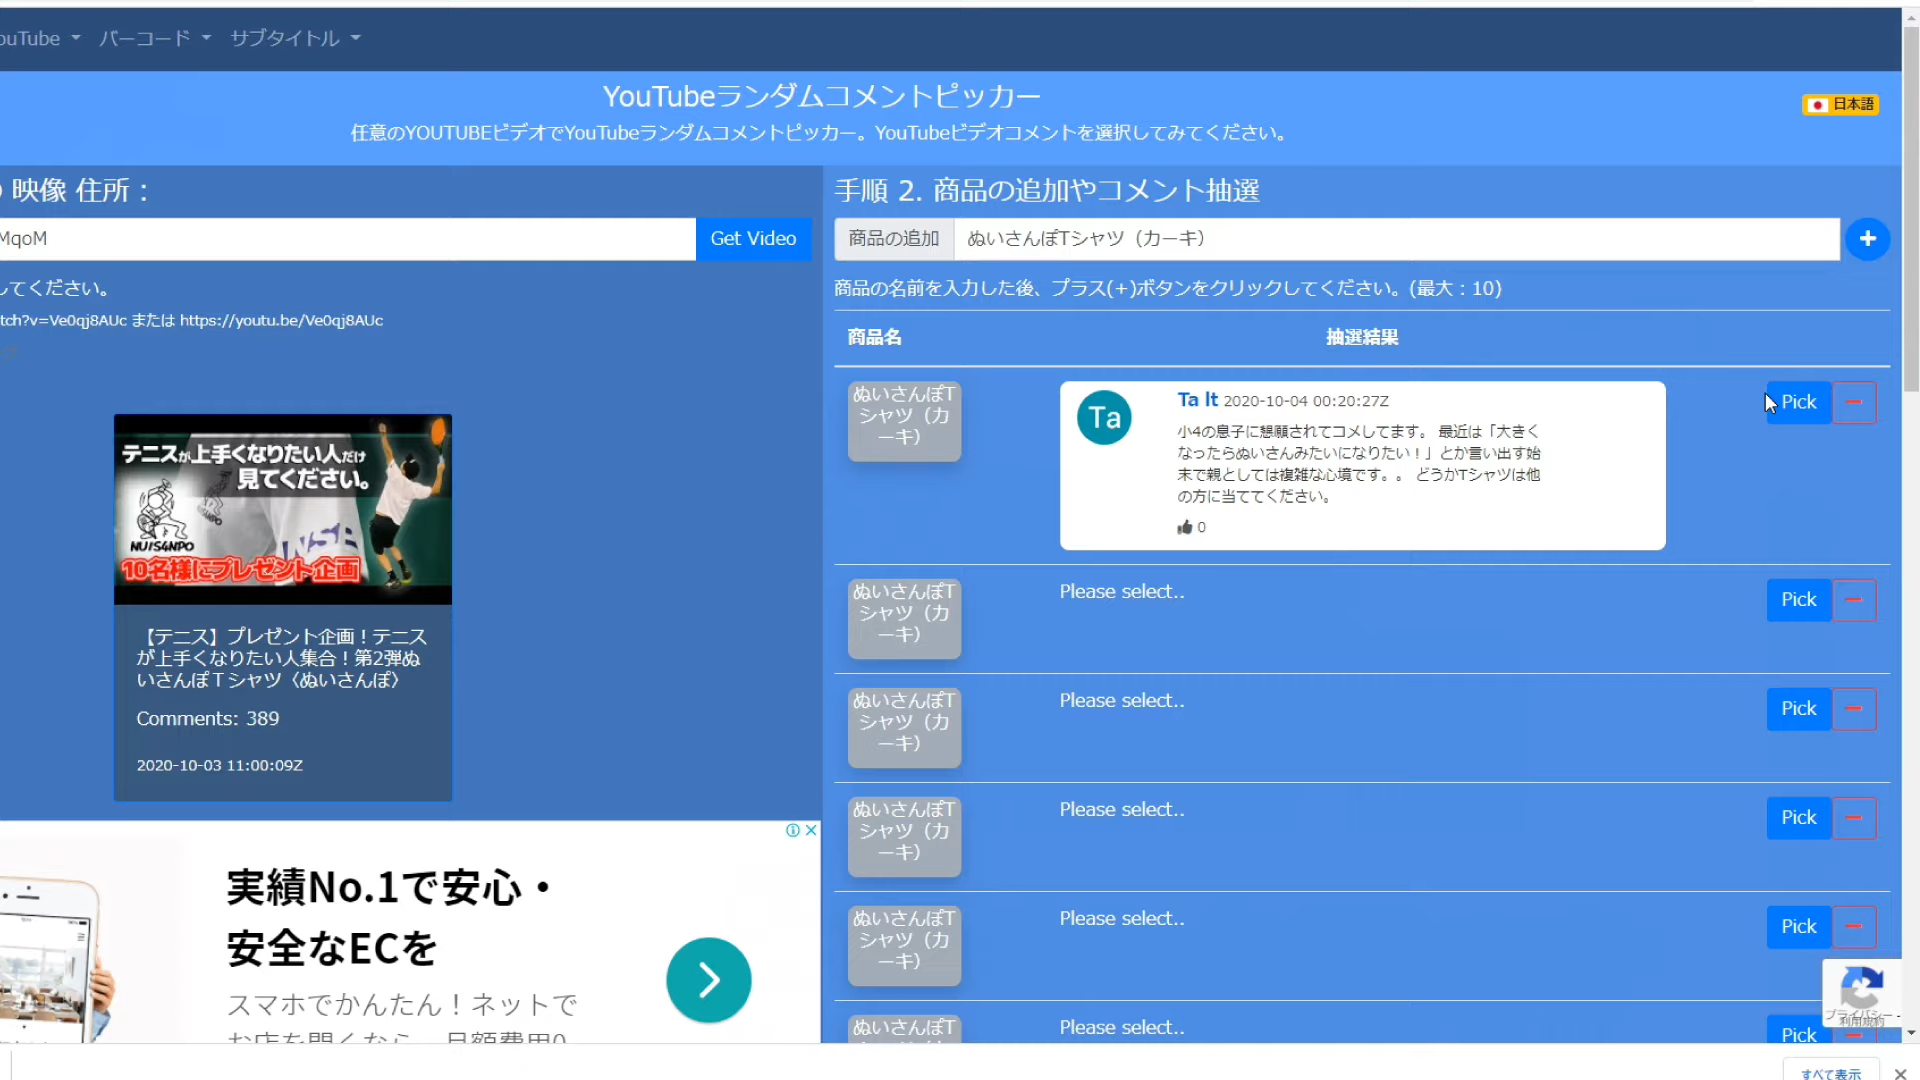 ouTube バーコード サブタイトル
YouTubeランダムコメントピッカー
任意のYOUTUBEビデオでYouTubeランダムコメントピッカー。YouTubeビデオコメントを選択してみてください。
日本語
映像 住所：
MqoM
Get Video
してください。
tch?v=Ve0qj8AUc または https://youtu.be/Ve0qj8AUc
テニスが上手くなりたい人だけ
見てください。
NUIS4NPO
10名様にプレゼント企画
【テニス】プレゼント企画！テニス
が上手くなりたい人集合！第2弾ぬ
いさんぽＴシャツ〈ぬいさんぽ〉
Comments: 389
2020-10-03 11:00:09Z
実績No.1で安心・
安全なECを
スマホでかんたん！ネットで
お店を開くなら、月額費用0
手順 2. 商品の追加やコメント抽選
商品の追加 ぬいさんぽTシャツ（カーキ）
商品の名前を入力した後、プラス(+)ボタンをクリックしてください。(最大：10)
商品名 抽選結果
ぬいさんぽT
シャツ（カ
ーキ）
Ta
Ta It 2020-10-04 00:20:27Z
小4の息子に懇願されてコメしてます。 最近は「大きく
なったらぬいさんみたいになりたい！」とか言い出す始
末で親としては複雑な心境です。。 どうかTシャツは他
の方に当ててください。
0
Pick
ぬいさんぽT
シャツ（カ
ーキ）
Please select..
Pick
ぬいさんぽT
シャツ（カ
ーキ）
Please select..
Pick
ぬいさんぽT
シャツ（カ
ーキ）
Please select..
Pick
ぬいさんぽT
シャツ（カ
ーキ）
Please select..
Pick
ぬいさんぽT
Please select..
Pick
プライバシー -
利用規約
すべて表示